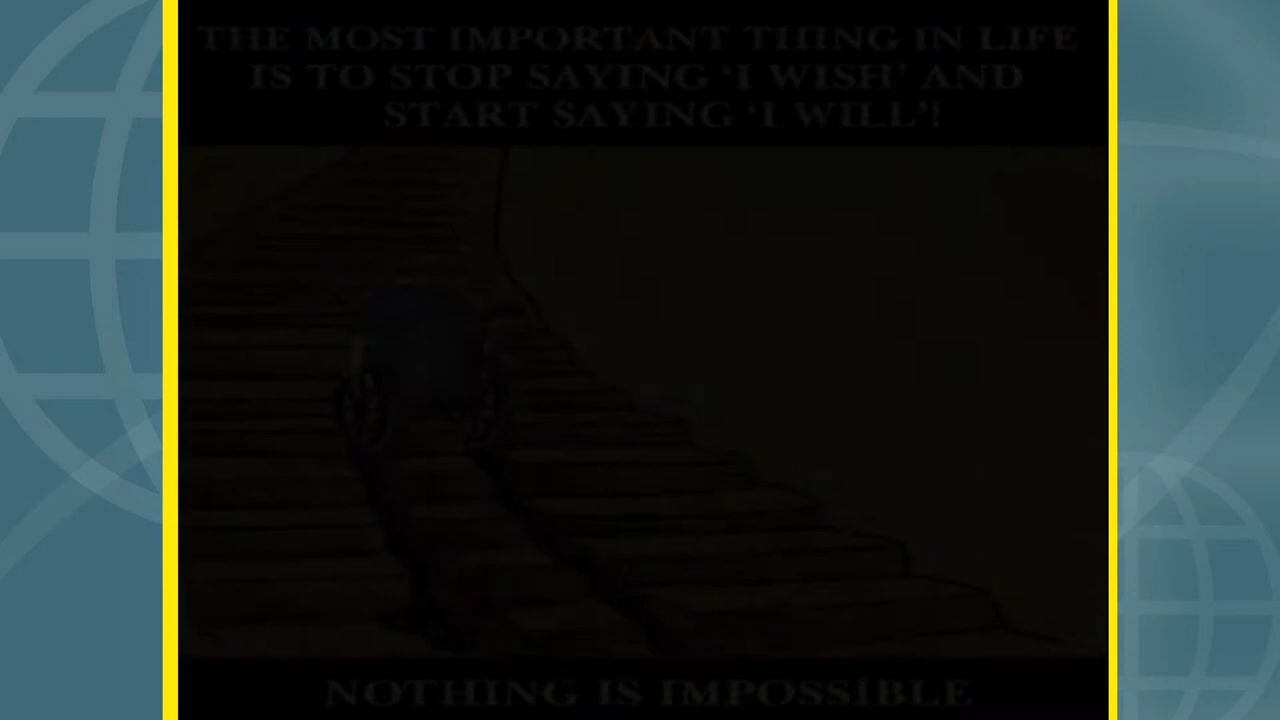 THE MOST IMPORTANT THING IN LIFE
IS TO STOP SAYING ‘I WISH’ AND
START SAYING ‘I WILL’!
NOTHING IS IMPOSSIBLE